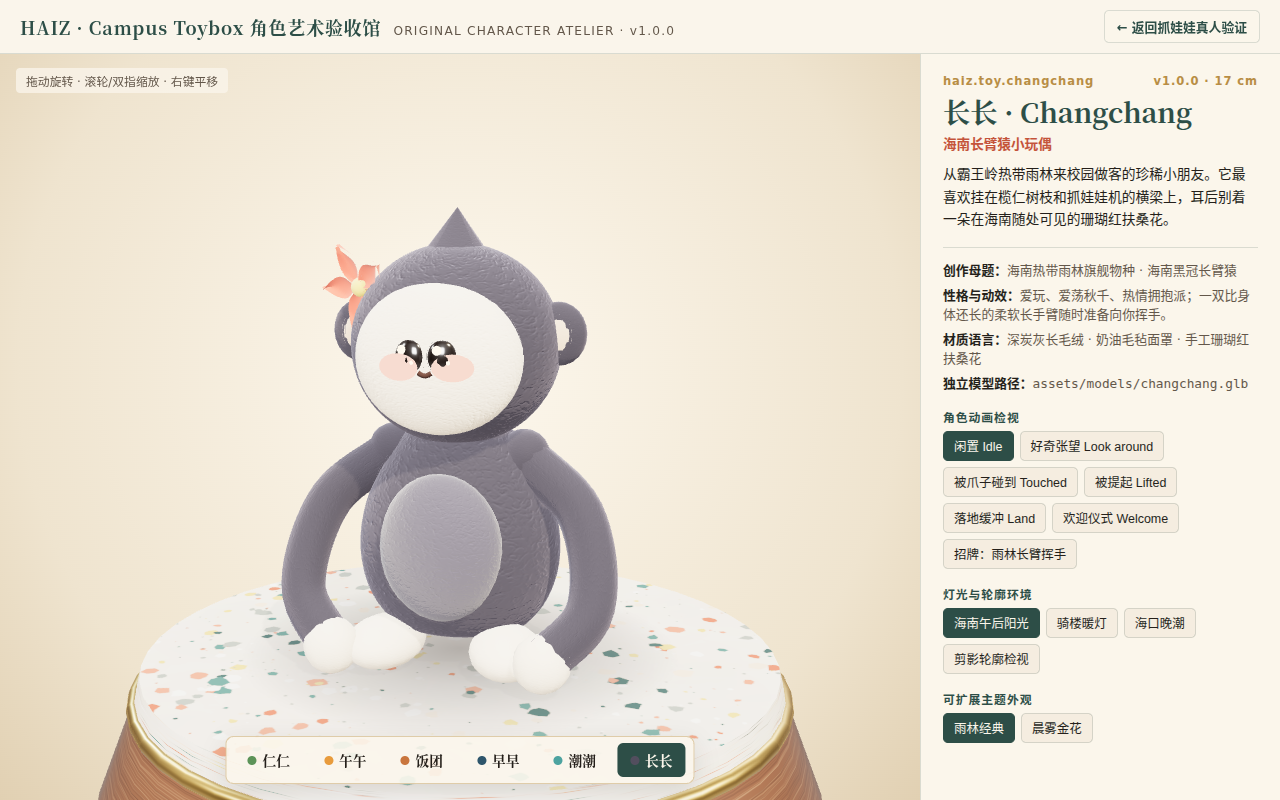 HAIZ · Campus Toybox 角色艺术验收馆 ORIGINAL CHARACTER ATELIER · v1.0.0
← 返回抓娃娃真人验证
拖动旋转 · 滚轮/双指缩放 · 右键平移
haiz.toy.changchang v1.0.0 · 17 cm
长长 · Changchang
海南长臂猿小玩偶
从霸王岭热带雨林来校园做客的珍稀小朋友。它最
喜欢挂在榄仁树枝和抓娃娃机的横梁上，耳后别着
一朵在海南随处可见的珊瑚红扶桑花。
创作母题：海南热带雨林旗舰物种 · 海南黑冠长臂猿
性格与动效：爱玩、爱荡秋千、热情拥抱派；一双比身
体还长的柔软长手臂随时准备向你挥手。
材质语言：深炭灰长毛绒 · 奶油毛毡面罩 · 手工珊瑚红
扶桑花
独立模型路径：assets/models/changchang.glb
角色动画检视
闲置 Idle 好奇张望 Look around
被爪子碰到 Touched 被提起 Lifted
落地缓冲 Land 欢迎仪式 Welcome
招牌：雨林长臂挥手
灯光与轮廓环境
海南午后阳光 骑楼暖灯 海口晚潮
剪影轮廓检视
可扩展主题外观
雨林经典 晨雾金花
仁仁 午午 饭团 早早 潮潮 长长